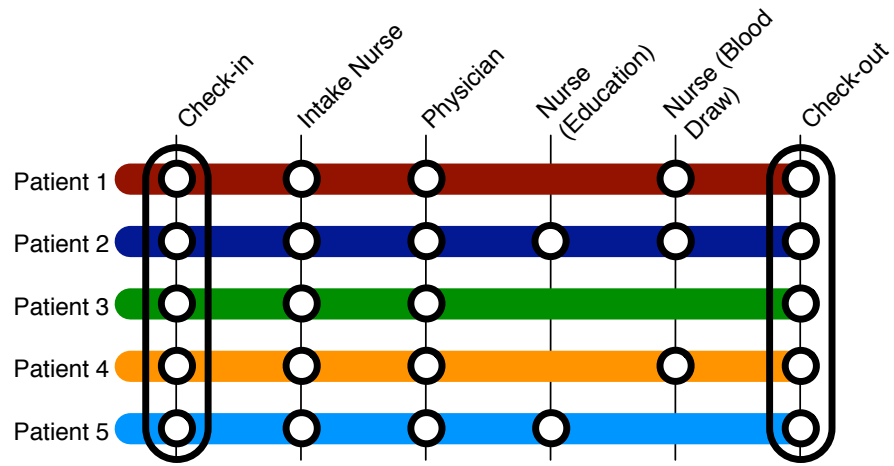 Check-in
Intake Nurse
Physician
Nurse
(Education)
Nurse (Blood
Draw)
Check-out
Patient 1
Patient 2
Patient 3
Patient 4
Patient 5